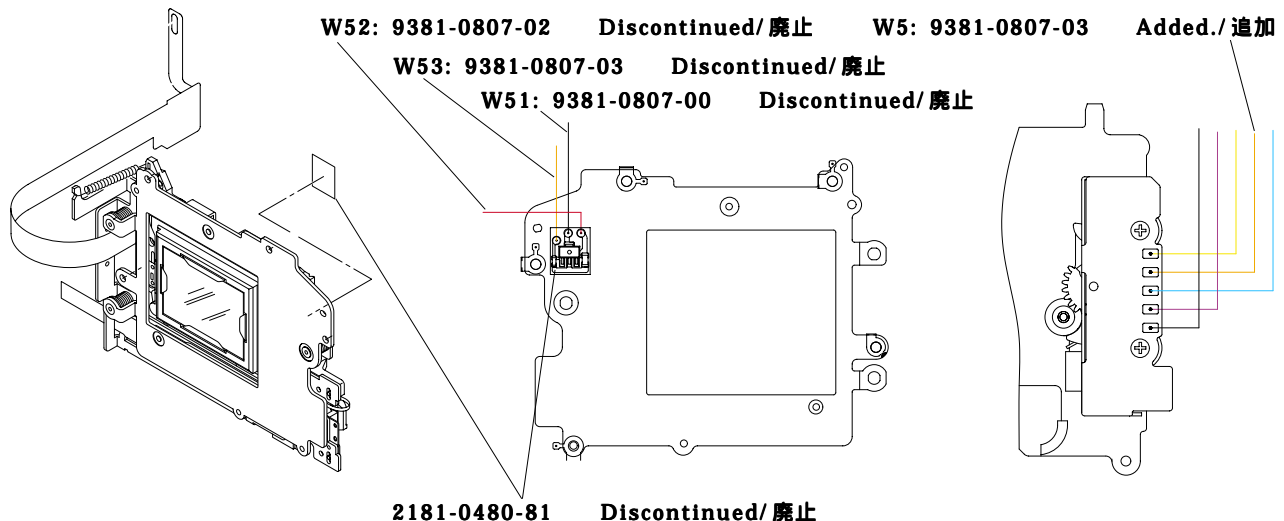 W52: 9381-0807-02 Discontinued/廃止 W5: 9381-0807-03 Added./追加
W53: 9381-0807-03 Discontinued/廃止
W51: 9381-0807-00 Discontinued/廃止
2181-0480-81 Discontinued/廃止